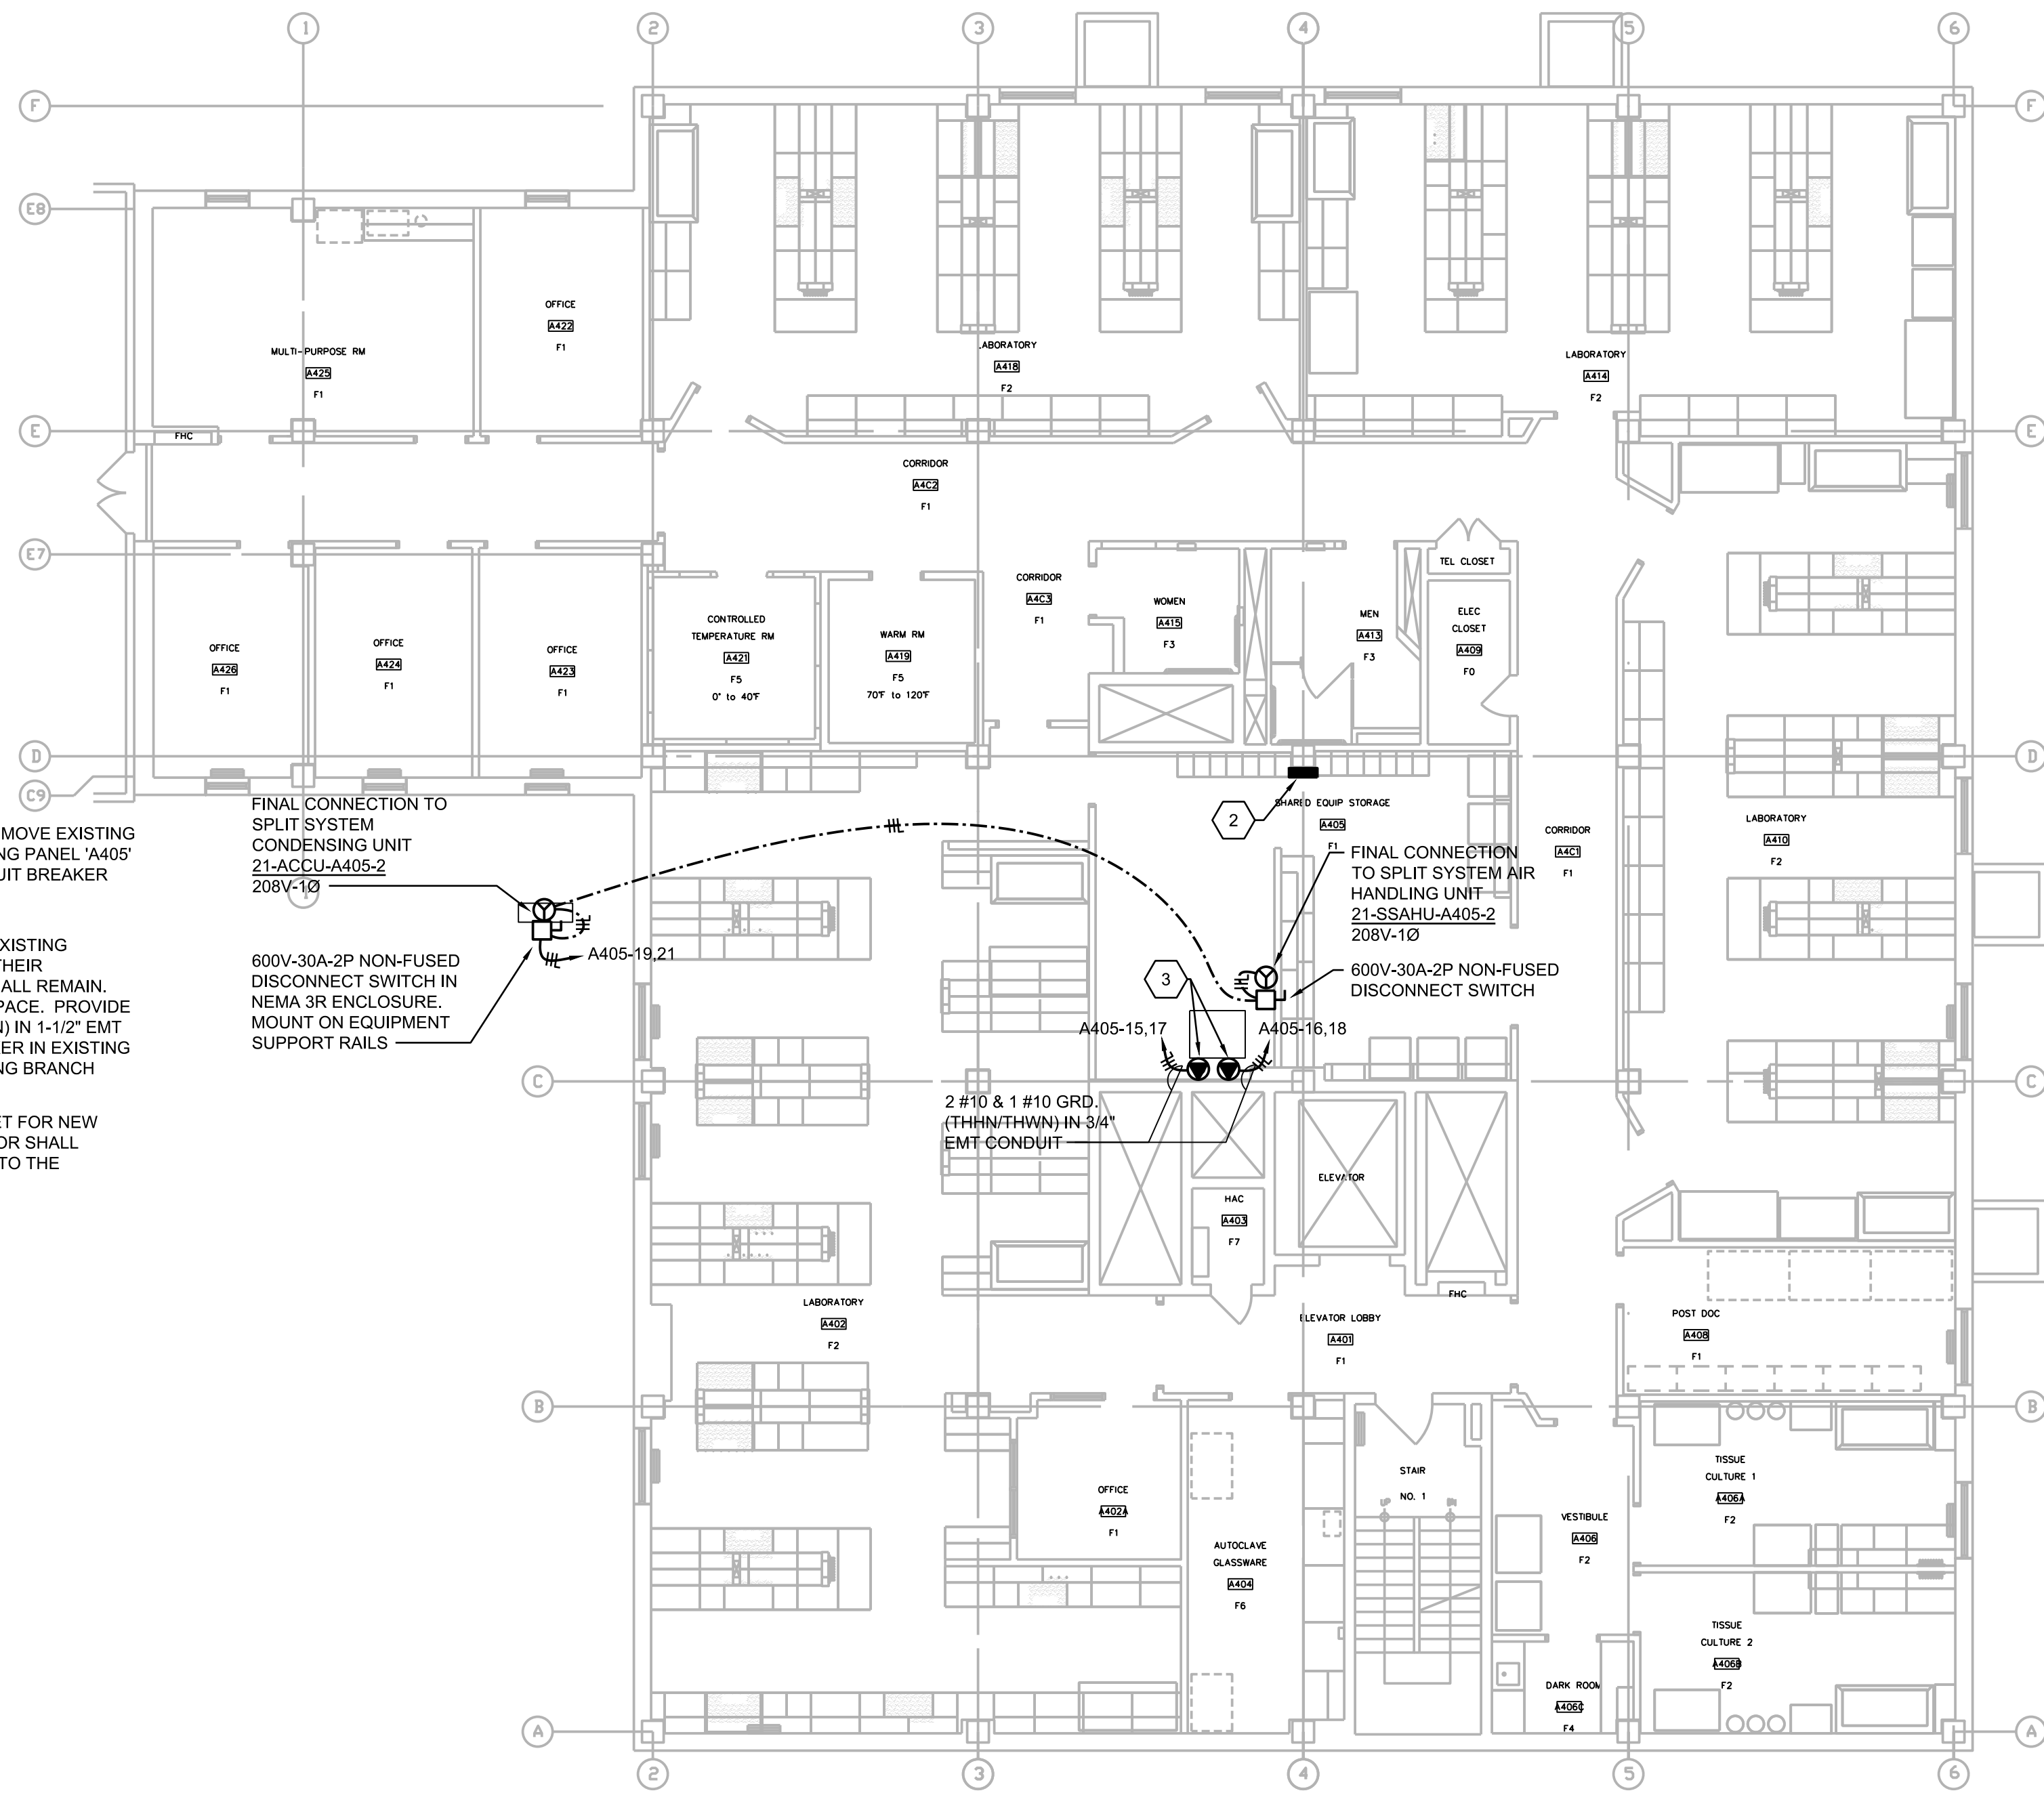 1 2 3 4 5 6
F F
E8
OFFICE
A422
F1
MULTI-PURPOSE RM
A425
F1
.ABORATORY
A418
F2
LABORATORY
A414
F2
E E
FHC
CORRIDOR
A4C2
F1
E7
TEL CLOSET
CORRIDOR
A4C3
F1
WOMEN
A415
F3
MEN
A413
F3
ELEC
CLOSET
A409
F0
CONTROLLED
TEMPERATURE RM
A421
F5
0° to 40°F
WARM RM
A419
F5
70°F to 120°F
OFFICE
A426
F1
OFFICE
A424
F1
OFFICE
A423
F1
D D
C9
1
MOVE EXISTING
NG PANEL 'A405'
UIT BREAKER
XISTING
THEIR
ALL REMAIN.
PACE. PROVIDE
N) IN 1-1/2" EMT
KER IN EXISTING
NG BRANCH
ET FOR NEW
OR SHALL
TO THE
FINAL CONNECTION TO
SPLIT SYSTEM
CONDENSING UNIT
21-ACCU-A405-2
208V-1Ø
A405-19,21
600V-30A-2P NON-FUSED
DISCONNECT SWITCH IN
NEMA 3R ENCLOSURE.
MOUNT ON EQUIPMENT
SUPPORT RAILS
2
SHARED EQUIP STORAGE
A405
F1
CORRIDOR
A4C1
F1
LABORATORY
A410
F2
FINAL CONNECTION
TO SPLIT SYSTEM AIR
HANDLING UNIT
21-SSAHU-A405-2
208V-1Ø
3
600V-30A-2P NON-FUSED
DISCONNECT SWITCH
A405-15,17
A405-16,18
C C
2 #10 & 1 #10 GRD.
(THHN/THWN) IN 3/4"
EMT CONDUIT
ELEVATOR
HAC
A403
F7
FHC
LABORATORY
A402
F2
ELEVATOR LOBBY
A401
F1
POST DOC
A408
F1
B B
STAIR
NO. 1
UP
OFFICE
A402A
F1
TISSUE
CULTURE 1
A406A
F2
VESTIBULE
A406
F2
AUTOCLAVE
GLASSWARE
A404
F6
TISSUE
CULTURE 2
A406B
F2
DARK ROOM
A406C
F4
A A
2 3 4 5 6